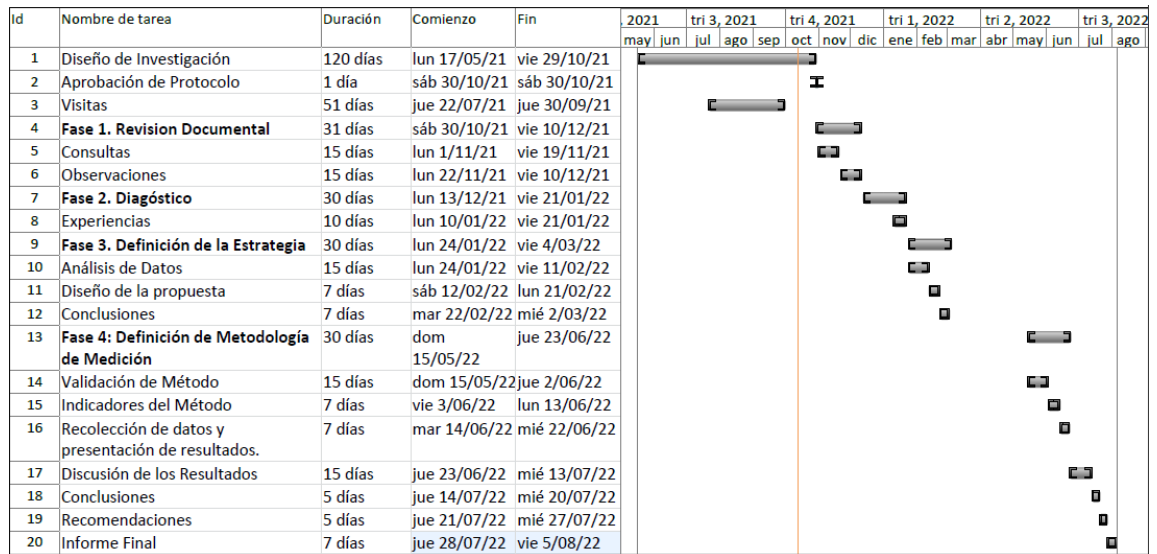 Id Nombre de tarea Duración Comienzo Fin , 2021 tri 3, 2021 tri 4, 2021 tri 1, 2022 tri 2, 2022 tri 3, 2022
may jun jul ago sep oct nov dic ene feb mar abr may jun jul ago
1 Diseño de Investigación 120 días lun 17/05/21 vie 29/10/21
2 Aprobación de Protocolo 1 día sáb 30/10/21 sáb 30/10/21
3 Visitas 51 días jue 22/07/21 jue 30/09/21
4 Fase 1. Revision Documental 31 días sáb 30/10/21 vie 10/12/21
5 Consultas 15 días lun 1/11/21 vie 19/11/21
6 Observaciones 15 días lun 22/11/21 vie 10/12/21
7 Fase 2. Diagóstico 30 días lun 13/12/21 vie 21/01/22
8 Experiencias 10 días lun 10/01/22 vie 21/01/22
9 Fase 3. Definición de la Estrategia 30 días lun 24/01/22 vie 4/03/22
10 Análisis de Datos 15 días lun 24/01/22 vie 11/02/22
11 Diseño de la propuesta 7 días sáb 12/02/22 lun 21/02/22
12 Conclusiones 7 días mar 22/02/22 mié 2/03/22
13 Fase 4: Definición de Metodología 30 días dom jue 23/06/22
de Medición 15/05/22
14 Validación de Método 15 días dom 15/05/22 jue 2/06/22
15 Indicadores del Método 7 días vie 3/06/22 lun 13/06/22
16 Recolección de datos y 7 días mar 14/06/22 mié 22/06/22
presentación de resultados.
17 Discusión de los Resultados 15 días jue 23/06/22 mié 13/07/22
18 Conclusiones 5 días jue 14/07/22 mié 20/07/22
19 Recomendaciones 5 días jue 21/07/22 mié 27/07/22
20 Informe Final 7 días jue 28/07/22 vie 5/08/22